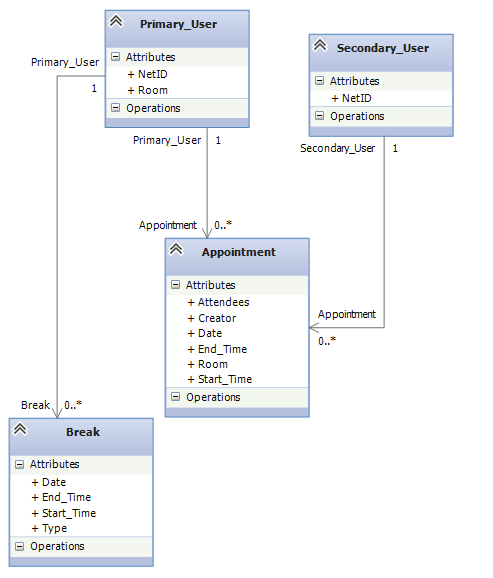 Primary_User
Attributes
+ NetID
+ Room
Operations
Secondary_User
Attributes
+ NetID
Operations
Primary_User
1
Primary_User
1
Secondary_User
1
Appointment
0..*
Appointment
Attributes
+ Attendees
+ Creator
+ Date
+ End_Time
+ Room
+ Start_Time
Operations
Appointment
0..*
Break
0..*
Break
Attributes
+ Date
+ End_Time
+ Start_Time
+ Type
Operations